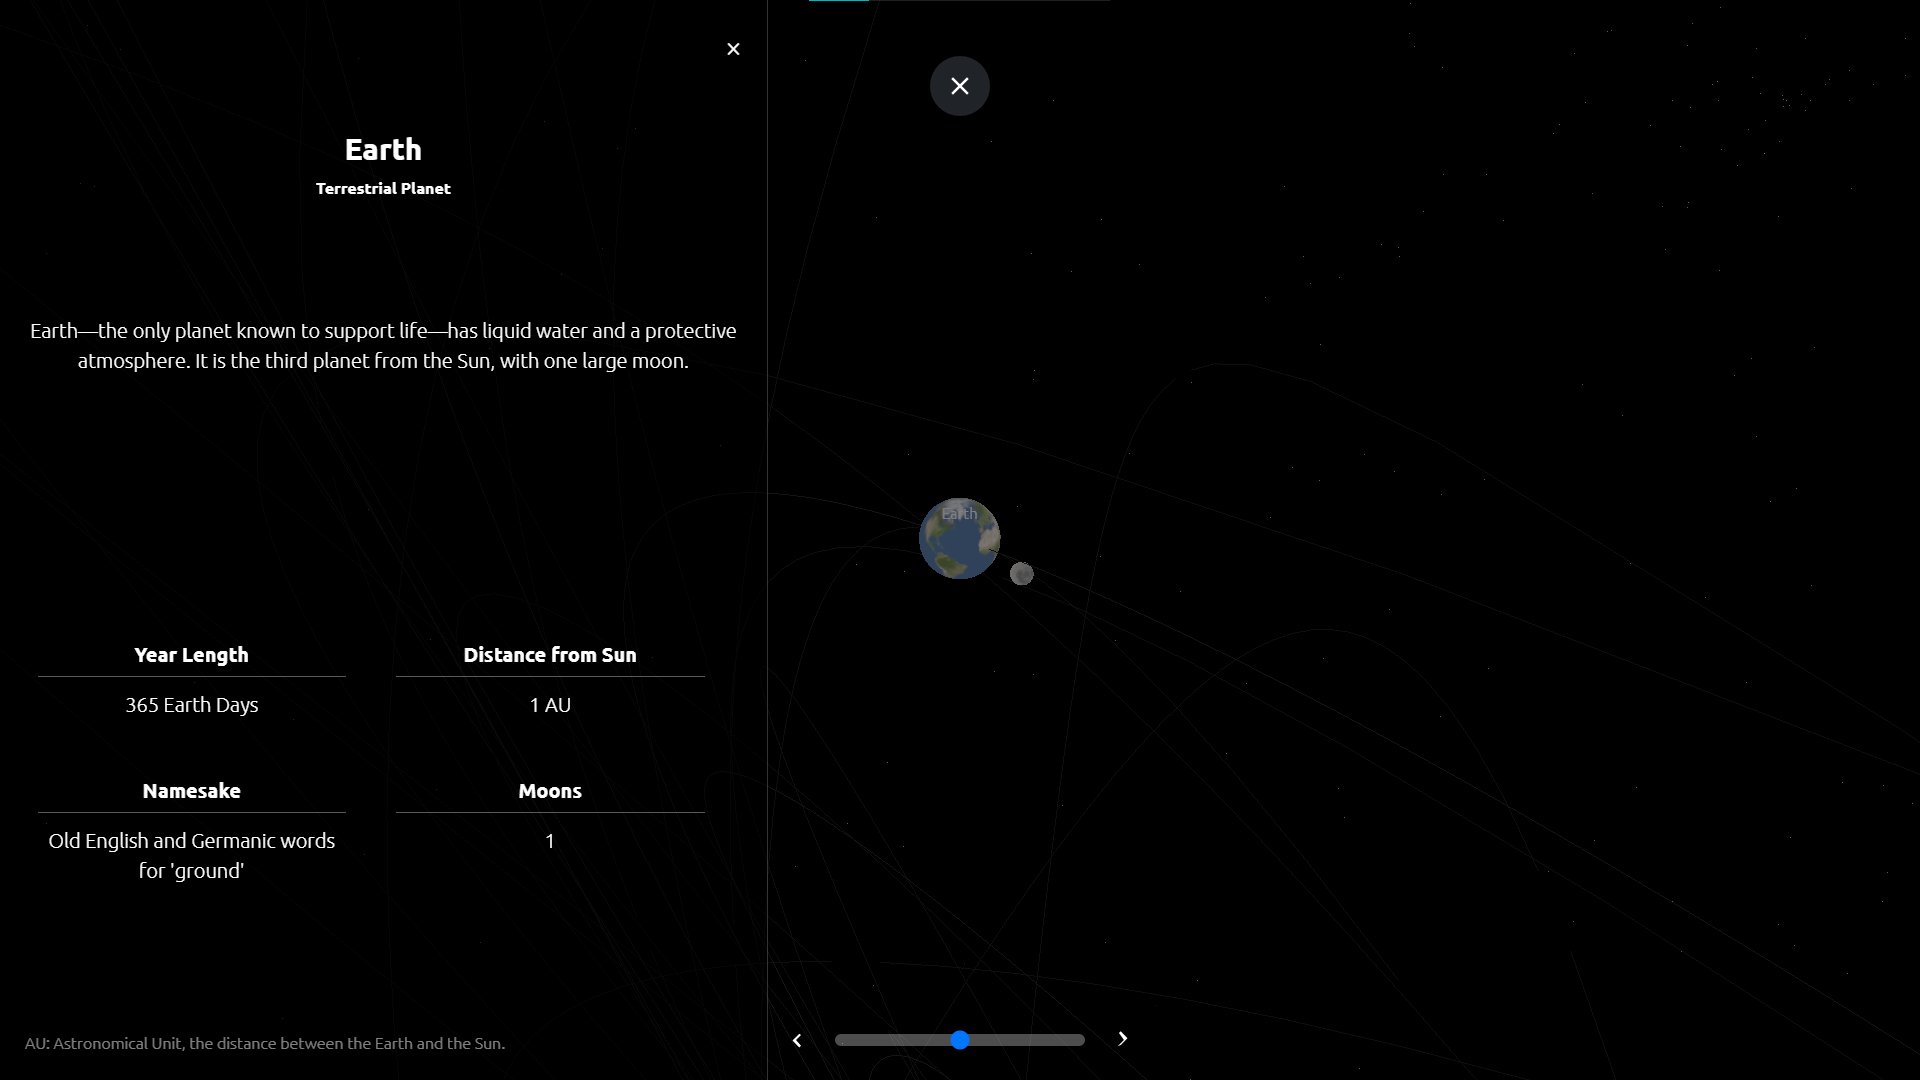 Earth
Terrestrial Planet
Earth—the only planet known to support life—has liquid water and a protective
atmosphere. It is the third planet from the Sun, with one large moon.
Year Length
365 Earth Days
Distance from Sun
1 AU
Namesake
Old English and Germanic words
for 'ground'
Moons
1
AU: Astronomical Unit, the distance between the Earth and the Sun.
Earth